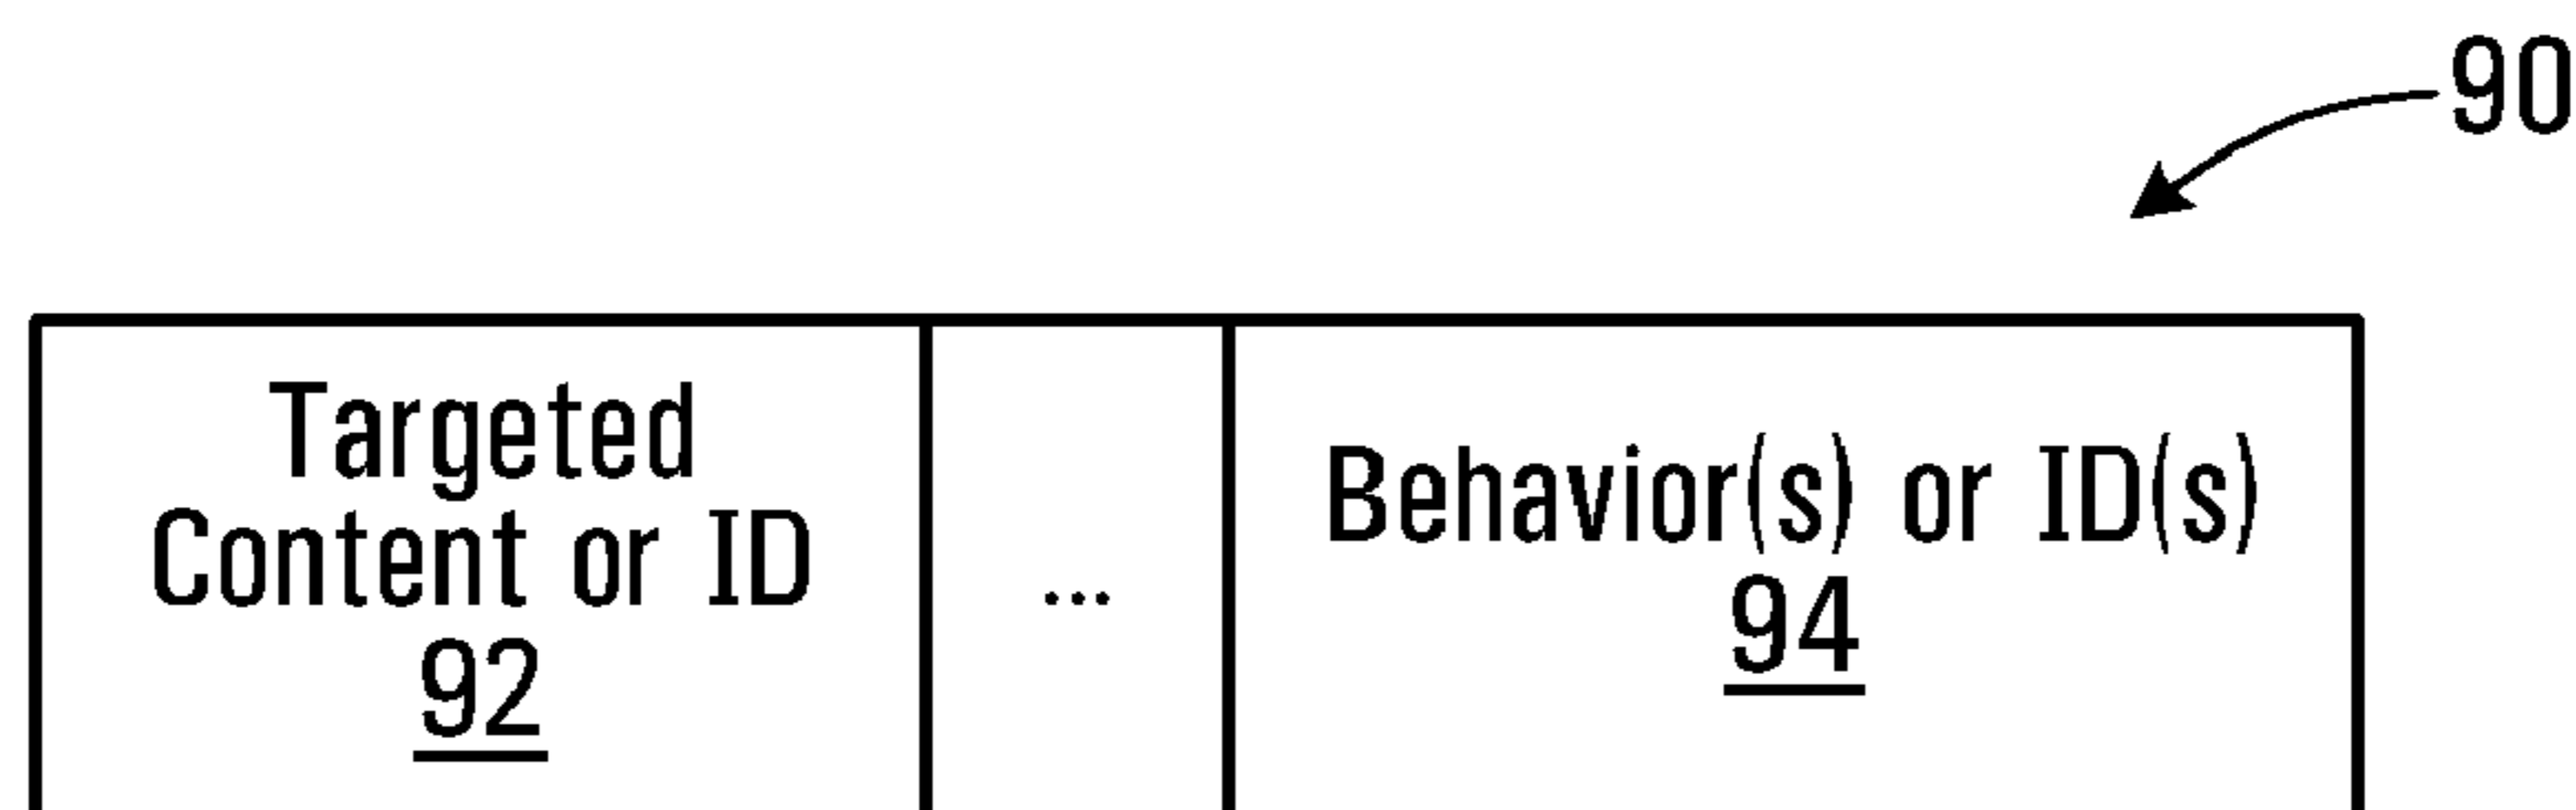 90
Targeted
Content or ID
92
...
Behavior(s) or ID(s)
94